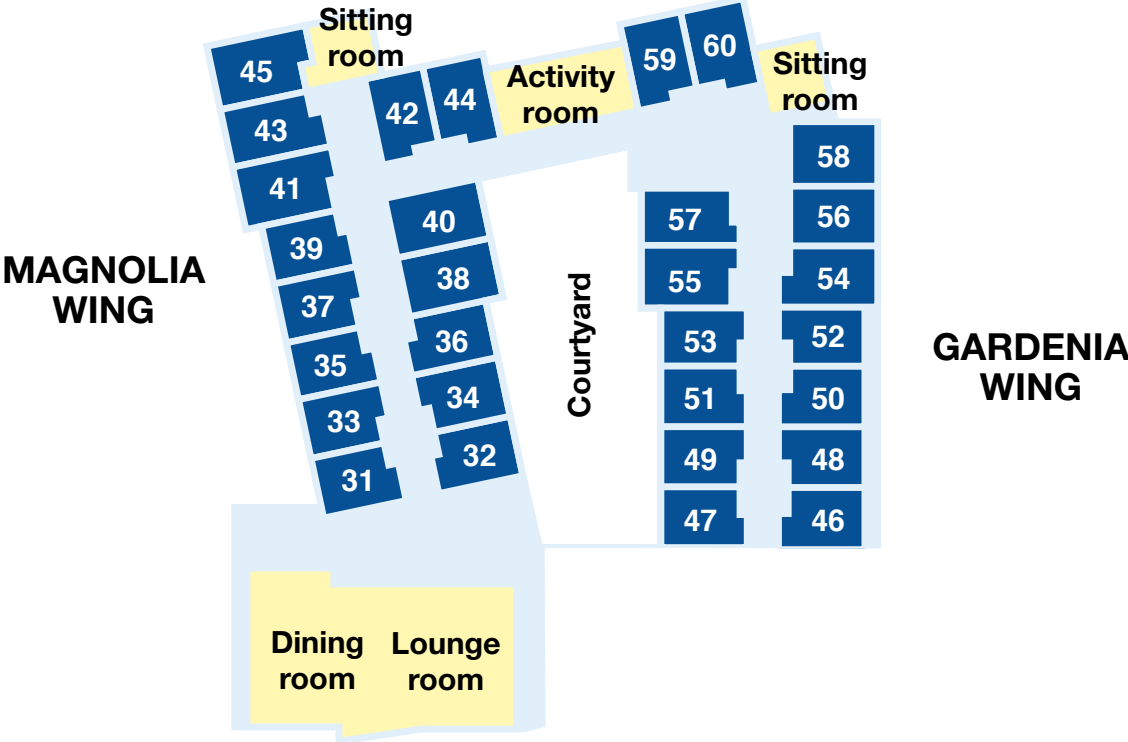 Sitting
room
45
42
44
Activity
room
59
60
Sitting
room
43
41
40
39
38
37
36
35
34
33
32
31
58
57
56
55
54
53
52
51
50
49
48
47
46
MAGNOLIA
WING
Courtyard
GARDENIA
WING
Dining
room
Lounge
room